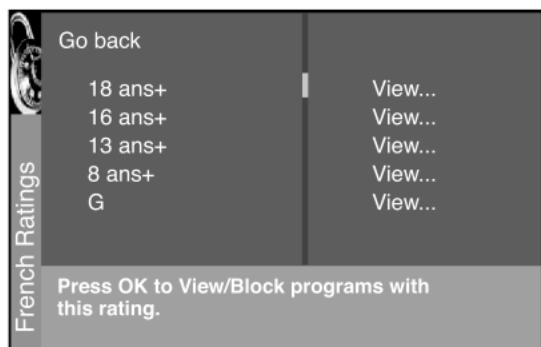 Go back
18 ans+ View...
16 ans+ View...
13 ans+ View...
8 ans+ View...
G View...
French Ratings
Press OK to View/Block programs with
this rating.